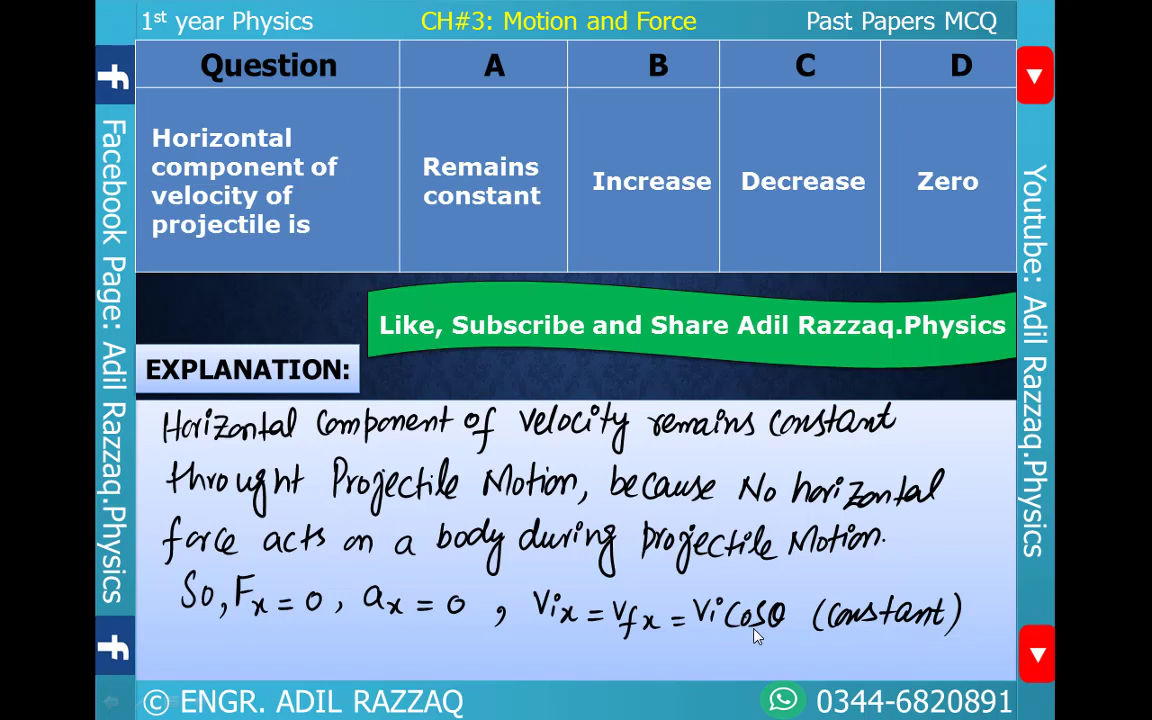 1st year Physics
CH#3: Motion and Force
Past Papers MCQ
Question A B C D
Horizontal
component of
velocity of
projectile is
Remains
constant
Increase
Decrease
Zero
Like, Subscribe and Share Adil Razzaq.Physics
EXPLANATION:
Horizontal Component of velocity remains constant
throught Projectile Motion, because No horizontal
force acts on a body during projectile Motion.
So, Fx = 0, ax = 0, Vix = Vfx = Vi Cosθ (constant)
© ENGR. ADIL RAZZAQ
0344-6820891
Facebook Page: Adil Razzaq.Physics
Youtube: Adil Razzaq.Physics